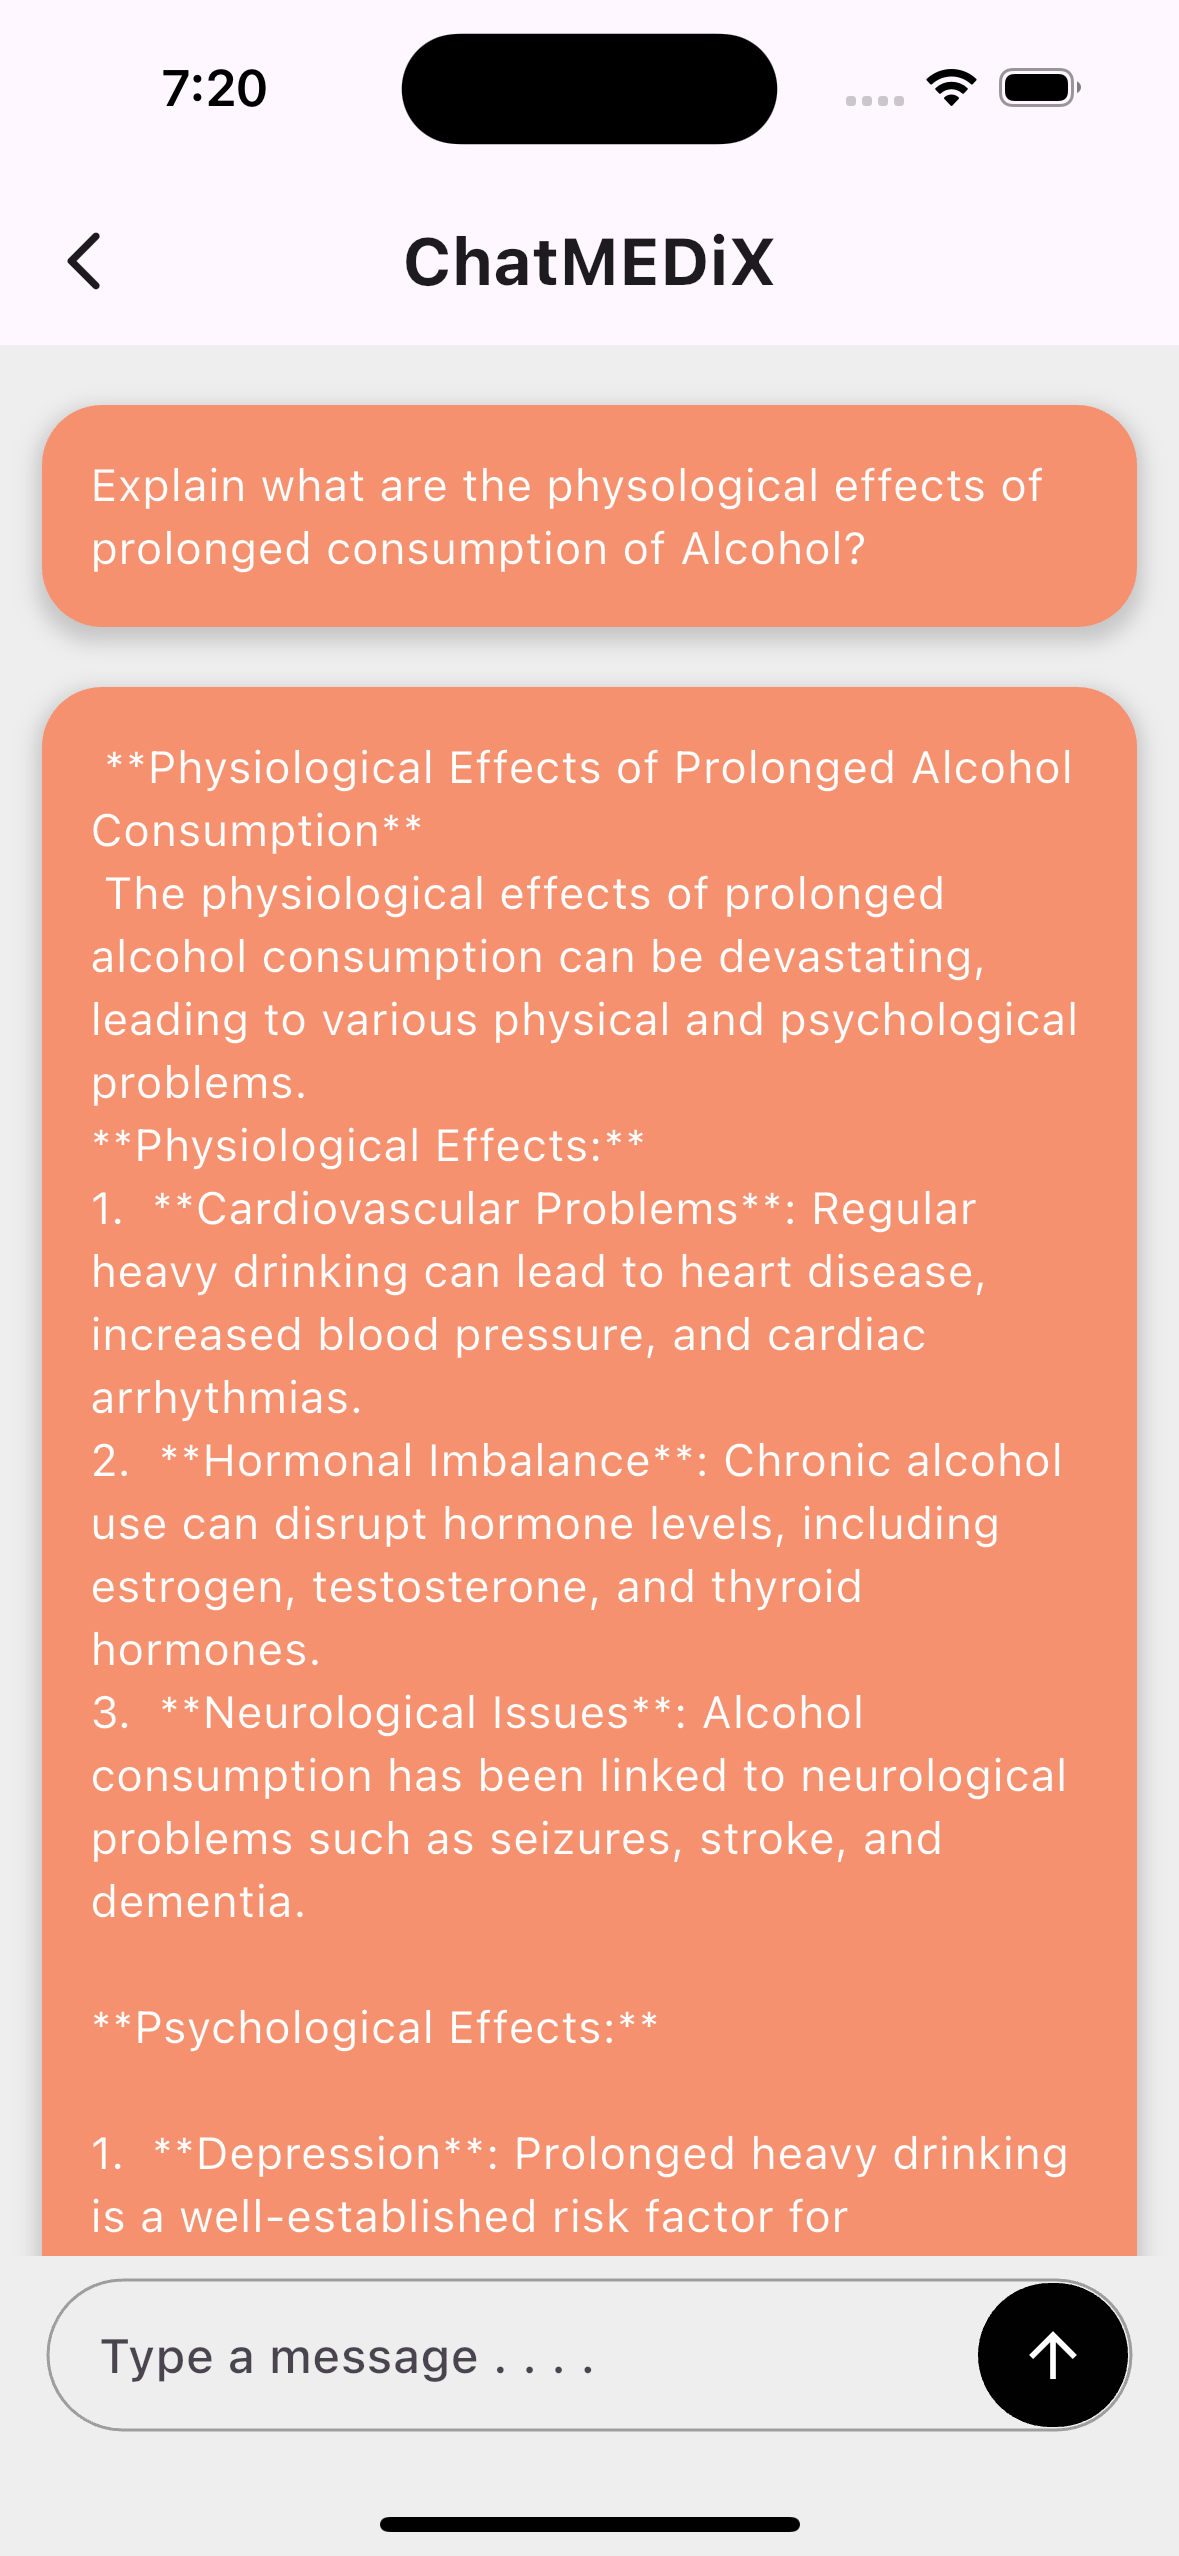 7:20
ChatMEDiX
Explain what are the physological effects of
prolonged consumption of Alcohol?
**Physiological Effects of Prolonged Alcohol
Consumption**
The physiological effects of prolonged
alcohol consumption can be devastating,
leading to various physical and psychological
problems.
**Physiological Effects:**
1.  **Cardiovascular Problems**: Regular
heavy drinking can lead to heart disease,
increased blood pressure, and cardiac
arrhythmias.
2.  **Hormonal Imbalance**: Chronic alcohol
use can disrupt hormone levels, including
estrogen, testosterone, and thyroid
hormones.
3.  **Neurological Issues**: Alcohol
consumption has been linked to neurological
problems such as seizures, stroke, and
dementia.
**Psychological Effects:**
1.  **Depression**: Prolonged heavy drinking
is a well-established risk factor for
Type a message . . . .